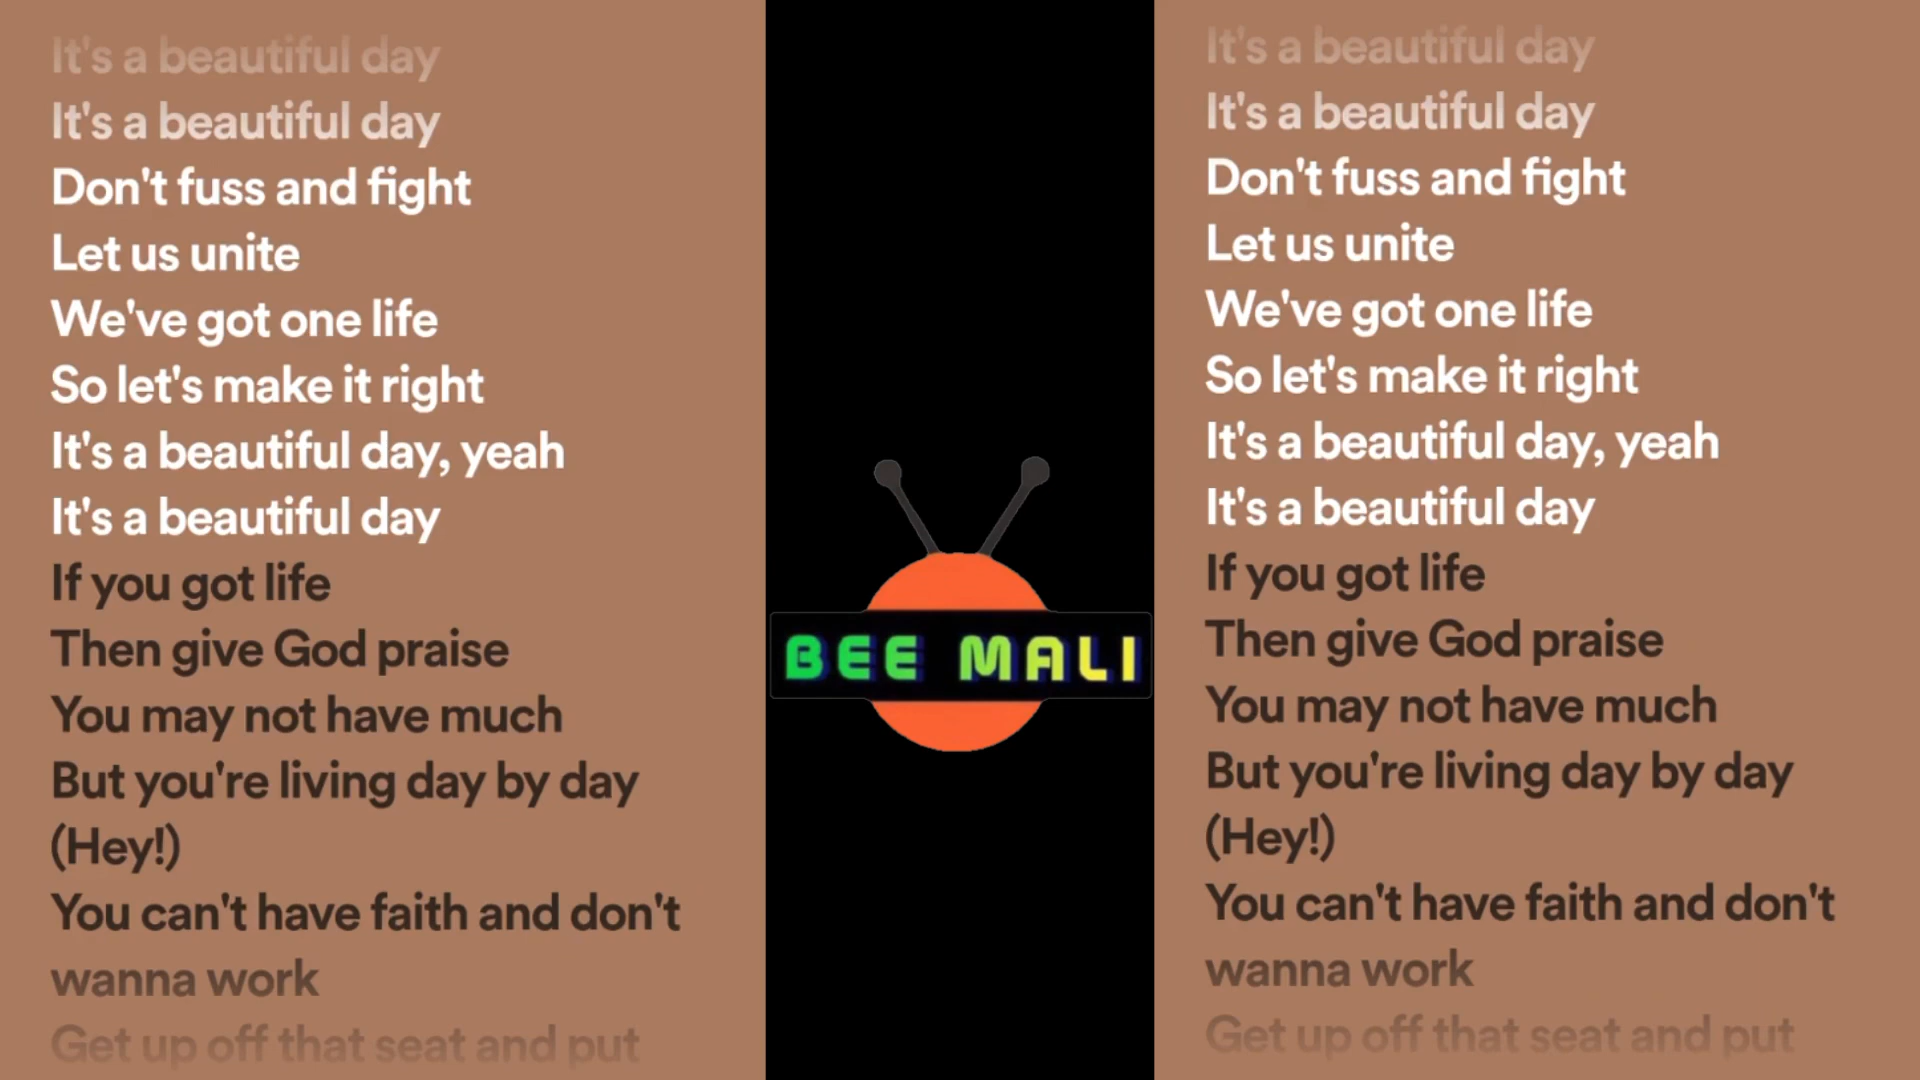 It's a beautiful day
It's a beautiful day
Don't fuss and fight
Let us unite
We've got one life
So let's make it right
It's a beautiful day, yeah
It's a beautiful day
If you got life
Then give God praise
You may not have much
But you're living day by day
(Hey!)
You can't have faith and don't
wanna work
Get up off that seat and put
BEE MALI
It's a beautiful day
It's a beautiful day
Don't fuss and fight
Let us unite
We've got one life
So let's make it right
It's a beautiful day, yeah
It's a beautiful day
If you got life
Then give God praise
You may not have much
But you're living day by day
(Hey!)
You can't have faith and don't
wanna work
Get up off that seat and put